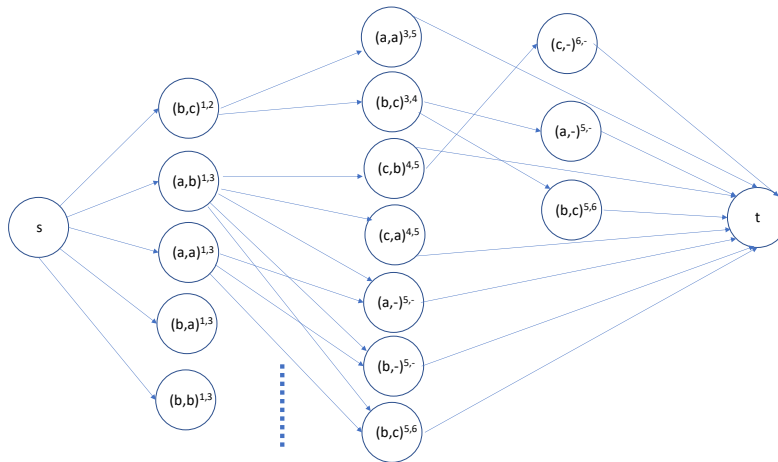 s
(b,c)1,2
(a,b)1,3
(a,a)1,3
(b,a)1,3
(b,b)1,3
(a,a)3,5
(b,c)3,4
(c,b)4,5
(c,a)4,5
(a,-)5,-
(b,-)5,-
(b,c)5,6
(c,-)6,-
(a,-)5,-
(b,c)5,6
t